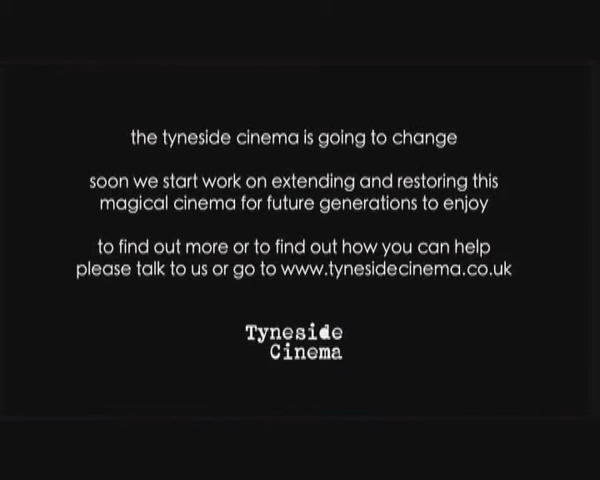 the tyneside cinema is going to change
soon we start work on extending and restoring this
magical cinema for future generations to enjoy
to find out more or to find out how you can help
please talk to us or go to www.tynesidecinema.co.uk
Tyneside
Cinema